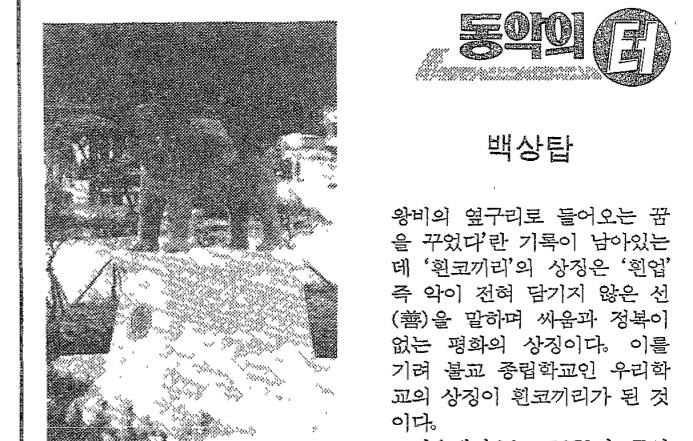 동악의 터
백상탑
왕비의 옆구리로 들어오는 꿈
을 꾸었다'란 기록이 남아있는
데 '흰코끼리'의 상징은 '흰업'
즉 악이 전혀 담기지 않은 선
(善)을 말하며 싸움과 정복이
없는 평화의 상징이다. 이를
기려 불교 종립학교인 우리학
교의 상징이 흰코끼리가 된 것
이다.